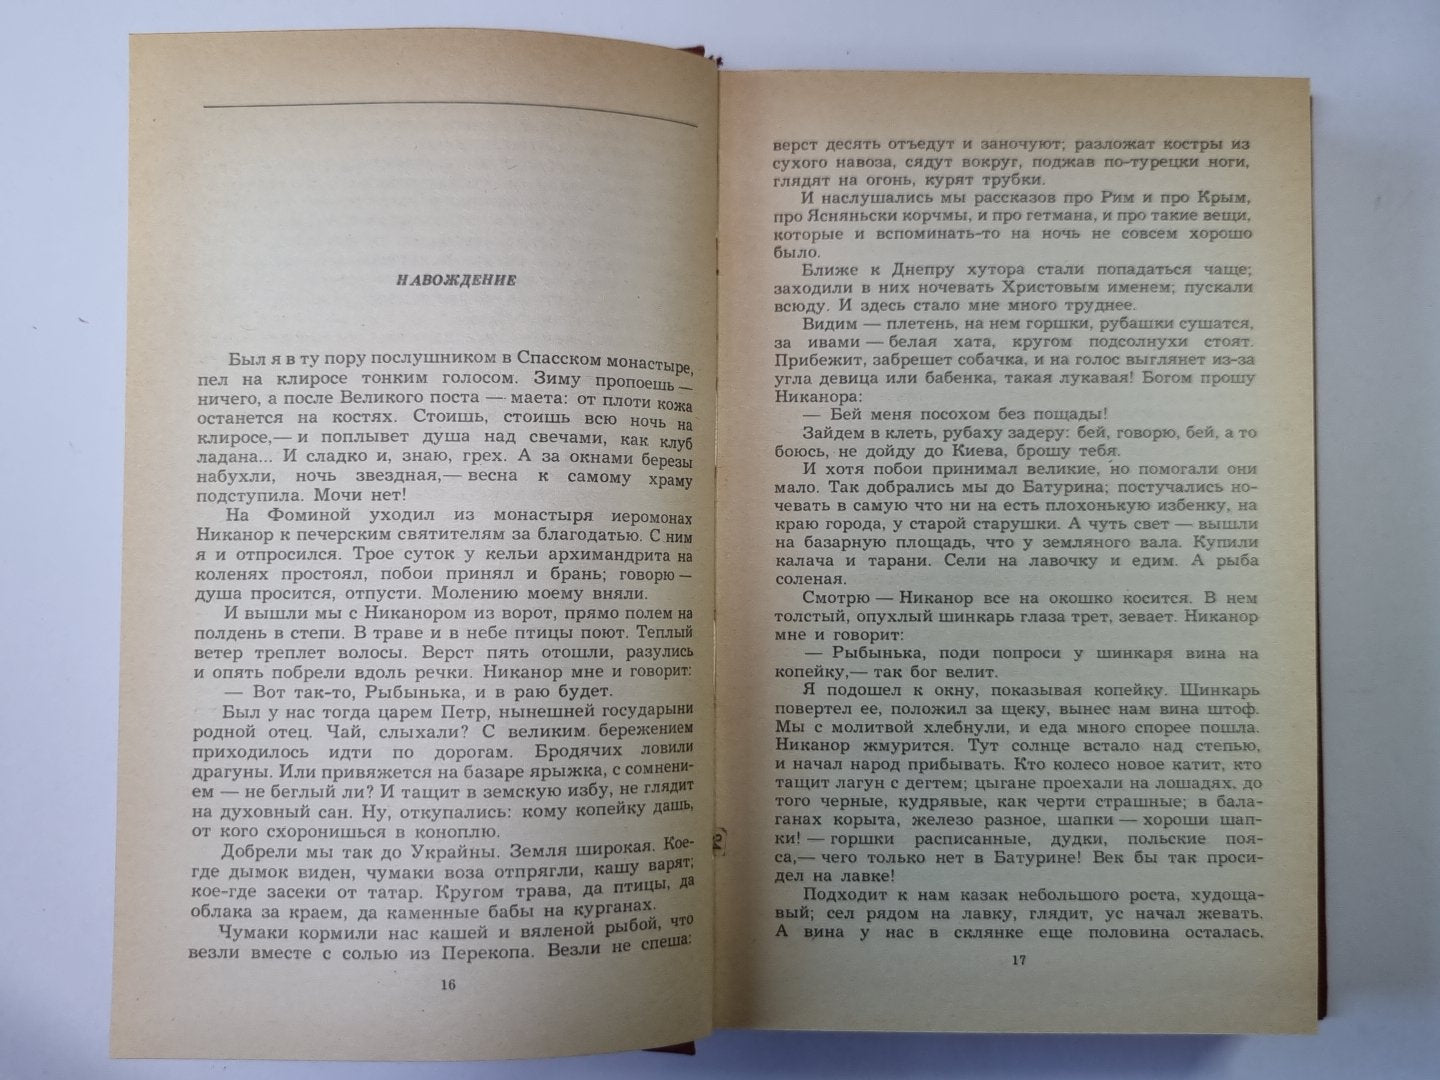 НАВОЖДЕНИЕ
Был я в ту пору послушником в Спасском монастыре,
пел на клиросе тонким голосом. Зиму пропоешь —
ничего, а после Великого поста — маета: от плоти кожа
останется на костях. Стоишь, стоишь всю ночь на
клиросе,— и поплывет душа над свечами, как клуб
ладана... И сладко и, знаю, грех. А за окнами березы
набухли, ночь звездная,— весна к самому храму
подступила. Мочи нет!
На Фоминой уходил из монастыря иеромонах
Никанор к печерским святителям за благодатью. С ним
я и отпросился. Трое суток у кельи архимандрита на
коленях простоял, побои принял и брань; говорю —
душа просится, отпусти. Молению моему вняли.
И вышли мы с Никанором из ворот, прямо полем на
полдень в степи. В траве и в небе птицы поют. Теплый
ветер треплет волосы. Верст пять отошли, разулись
и опять побрели вдоль речки. Никанор мне и говорит:
— Вот так-то, Рыбынька, и в раю будет.
Был у нас тогда царем Петр, нынешней государыни
родной отец. Чай, слыхали? С великим бережением
приходилось идти по дорогам. Бродячих ловили
драгуны. Или привяжется на базаре ярыжка, с сомнени-
ем — не беглый ли? И тащит в земскую избу, не глядит
на духовный сан. Ну, откупались: кому копейку дашь,
от кого схоронишься в коноплю.
Добрели мы так до Украйны. Земля широкая. Кое-
где дымок виден, чумаки воза отпрягли, кашу варят;
кое-где засеки от татар. Кругом трава, да птицы, да
облака за краем, да каменные бабы на курганах.
Чумаки кормили нас кашей и вяленой рыбой, что
везли вместе с солью из Перекопа. Везли не спеша:
16
верст десять отъедут и заночуют; разложат костры из
сухого навоза, сядут вокруг, поджав по-турецки ноги,
глядят на огонь, курят трубки.
И наслушались мы рассказов про Рим и про Крым,
про Ясняньски корчмы, и про гетмана, и про такие вещи,
которые и вспоминать-то на ночь не совсем хорошо
было.
Ближе к Днепру хутора стали попадаться чаще;
заходили в них ночевать Христовым именем; пускали
всюду. И здесь стало мне много труднее.
Видим — плетень, на нем горшки, рубашки сушатся,
за ивами — белая хата, кругом подсолнухи стоят.
Прибежит, забрешет собачка, и на голос выглянет из-за
угла девица или бабенка, такая лукавая! Богом прошу
Никанора:
— Бей меня посохом без пощады!
Зайдем в клеть, рубаху задеру: бей, говорю, бей, а то
боюсь, не дойду до Киева, брошу тебя.
И хотя побои принимал великие, но помогали они
мало. Так добрались мы до Батурина; постучались но-
чевать в самую что ни на есть плохонькую избенку, на
краю города, у старой старушки. А чуть свет — вышли
на базарную площадь, что у земляного вала. Купили
калача и тарани. Сели на лавочку и едим. А рыба
соленая.
Смотрю — Никанор все на окошко косится. В нем
толстый, опухлый шинкарь глаза трет, зевает. Никанор
мне и говорит:
— Рыбынька, поди попроси у шинкаря вина на
копейку,— так бог велит.
Я подошел к окну, показывая копейку. Шинкарь
повертел ее, положил за щеку, вынес нам вина штоф.
Мы с молитвой хлебнули, и еда много спорее пошла.
Никанор жмурится. Тут солнце встало над степью,
и начал народ прибывать. Кто колесо новое катит, кто
тащит лагун с дегтем; цыгане проехали на лошадях, до
того черные, кудрявые, как черти страшные; в бала-
ганах корыта, железо разное, шапки — хороши шап-
ки! — горшки расписанные, дудки, польские поя-
са,— чего только нет в Батурине! Век бы так проси-
дел на лавке!
Подходит к нам казак небольшого роста, худоща-
вый; сел рядом на лавку, глядит, ус начал жевать.
А вина у нас в склянке еще половина осталась.
17